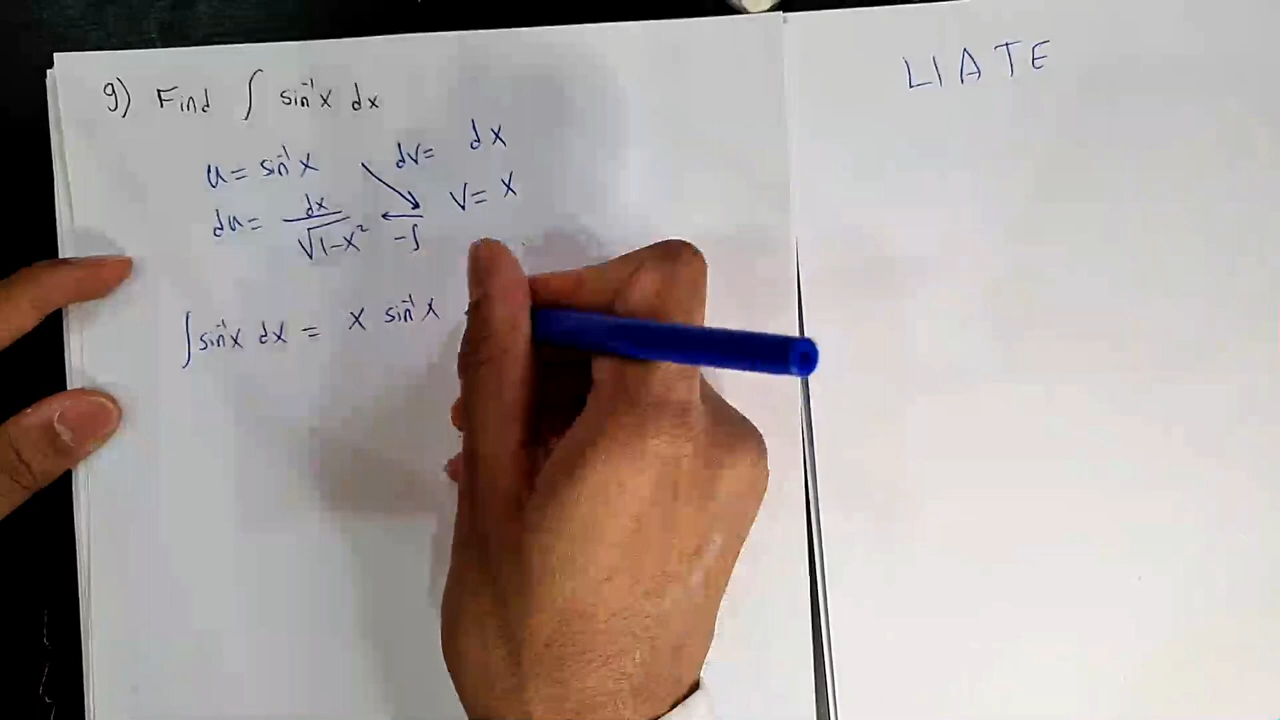 LIATE
9) Find ∫ sin⁻¹x dx
u = sin⁻¹x dv = dx
du = dx/√(1-x²) -∫ v = x
∫ sin⁻¹x dx = x sin⁻¹x